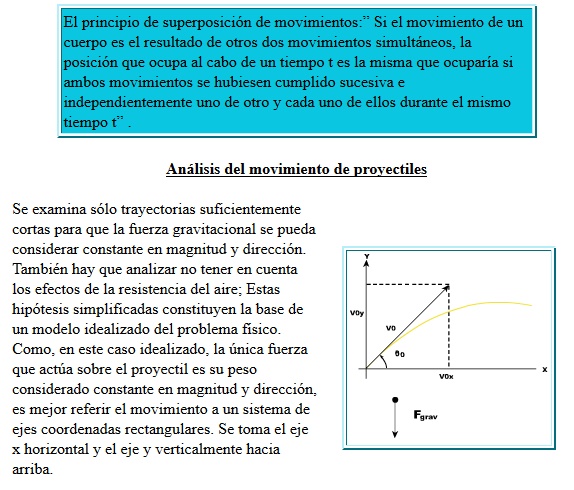 El principio de superposición de movimientos:” Si el movimiento de un
cuerpo es el resultado de otros dos movimientos simultáneos, la
posición que ocupa al cabo de un tiempo t es la misma que ocuparía si
ambos movimientos se hubiesen cumplido sucesiva e
independientemente uno de otro y cada uno de ellos durante el mismo
tiempo t” .
Análisis del movimiento de proyectiles
Se examina sólo trayectorias suficientemente
cortas para que la fuerza gravitacional se pueda
considerar constante en magnitud y dirección.
También hay que analizar no tener en cuenta
los efectos de la resistencia del aire; Estas
hipótesis simplificadas constituyen la base de
un modelo idealizado del problema físico.
Como, en este caso idealizado, la única fuerza
que actúa sobre el proyectil es su peso
considerado constante en magnitud y dirección,
es mejor referir el movimiento a un sistema de
ejes coordenadas rectangulares. Se toma el eje
x horizontal y el eje y verticalmente hacia
arriba.
Y
V0y
V0
θ0
V0x
X
Fgrav